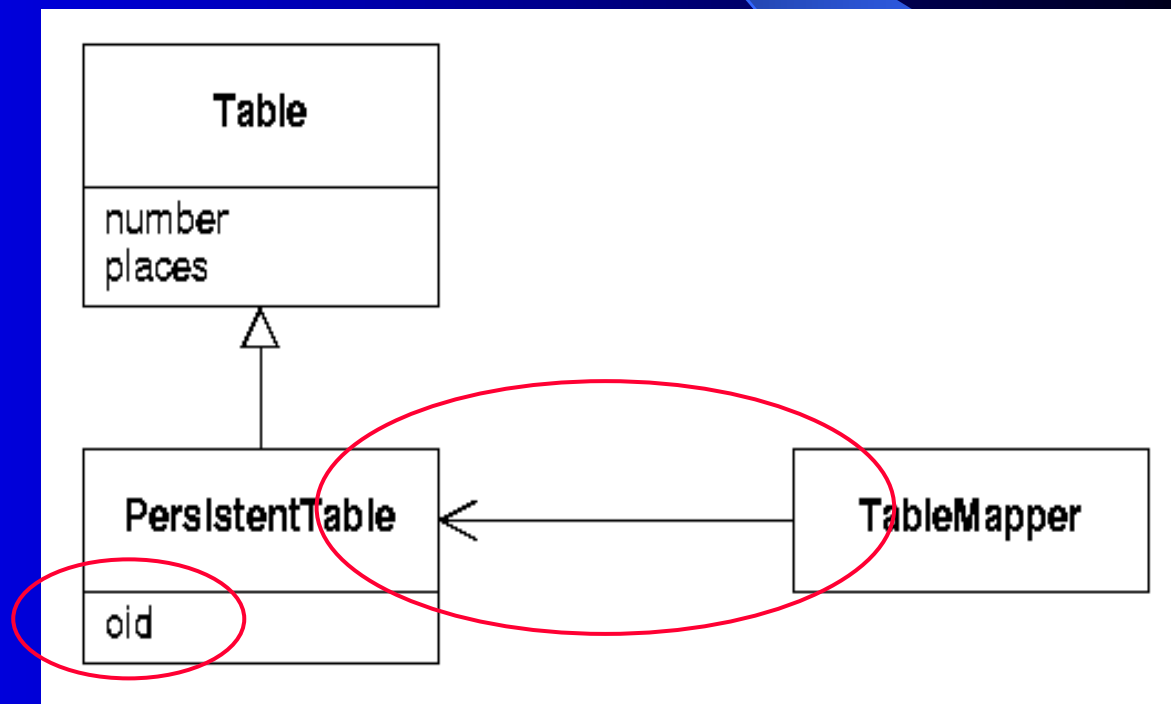 Table
number
places
PersistentTable
TableMapper
oid